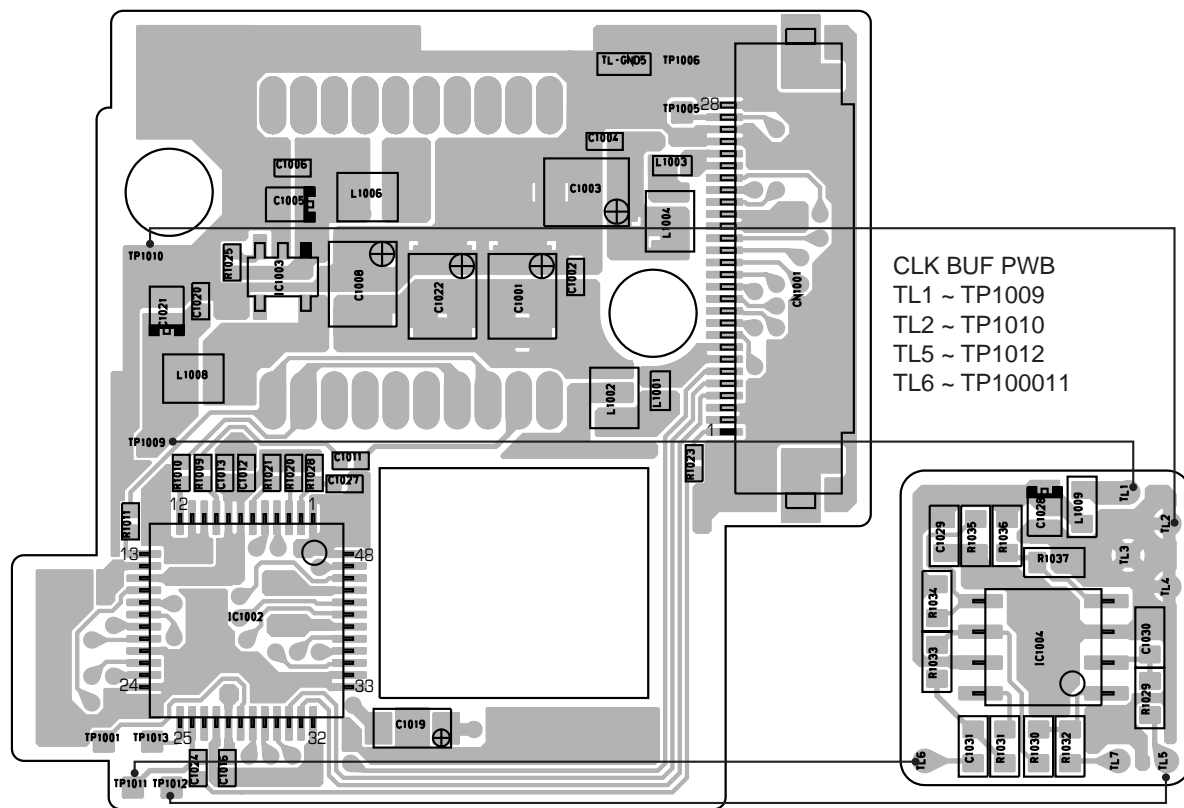 TL-GND5 TP1006
TP1005 28
C1004
C1006
L1003
C1003
L1006
C1005
L1004
TP1010
R1025
IC1003
C1008
C1022
C1001
C1002
CN1001
C1021
C1020
L1008
L1002
L1001
1
TP1009
R1010
R1009
C1013
C1012
R1021
R1020
R1028
C1011
C1027
R1023
12
1
R1011
13
48
IC1002
24
33
C1019
TP1001
TP1013
25
32
C1024
C1016
TP1011
TP1012
CLK BUF PWB
TL1 ~ TP1009
TL2 ~ TP1010
TL5 ~ TP1012
TL6 ~ TP100011
TL1
TL2
C1028
L1009
C1029
R1035
R1036
R1037
TL3
TL4
R1034
R1033
IC1004
C1030
R1029
C1031
R1031
R1030
R1032
TL6
TL7
TL5